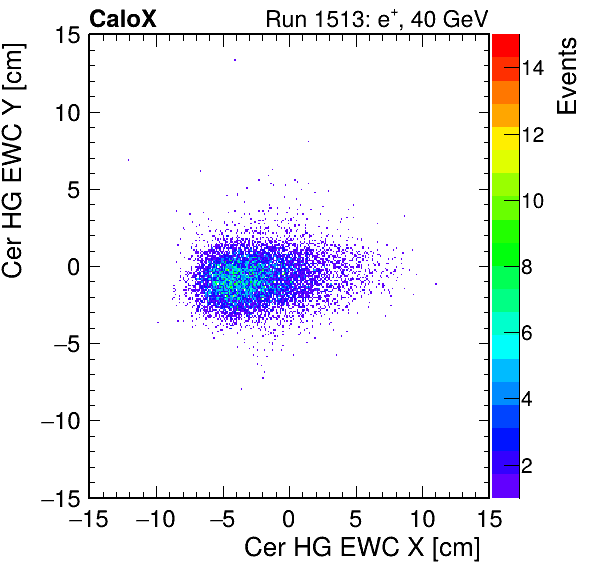 CaloX
Run 1513: e+, 40 GeV
Cer HG EWC Y [cm]
15
10
5
0
−5
−10
−15
−15 −10 −5 0 5 10 15
Cer HG EWC X [cm]
Events
14
12
10
8
6
4
2